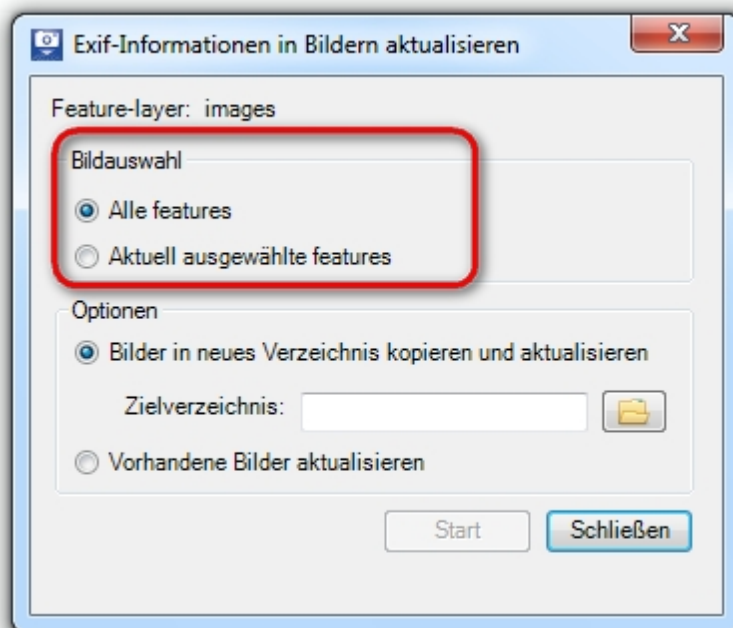 Exif-Informationen in Bildern aktualisieren
Feature-layer: images
Bildauswahl
Alle features
Aktuell ausgewählte features
Optionen
Bilder in neues Verzeichnis kopieren und aktualisieren
Zielverzeichnis:
Vorhandene Bilder aktualisieren
Start
Schließen